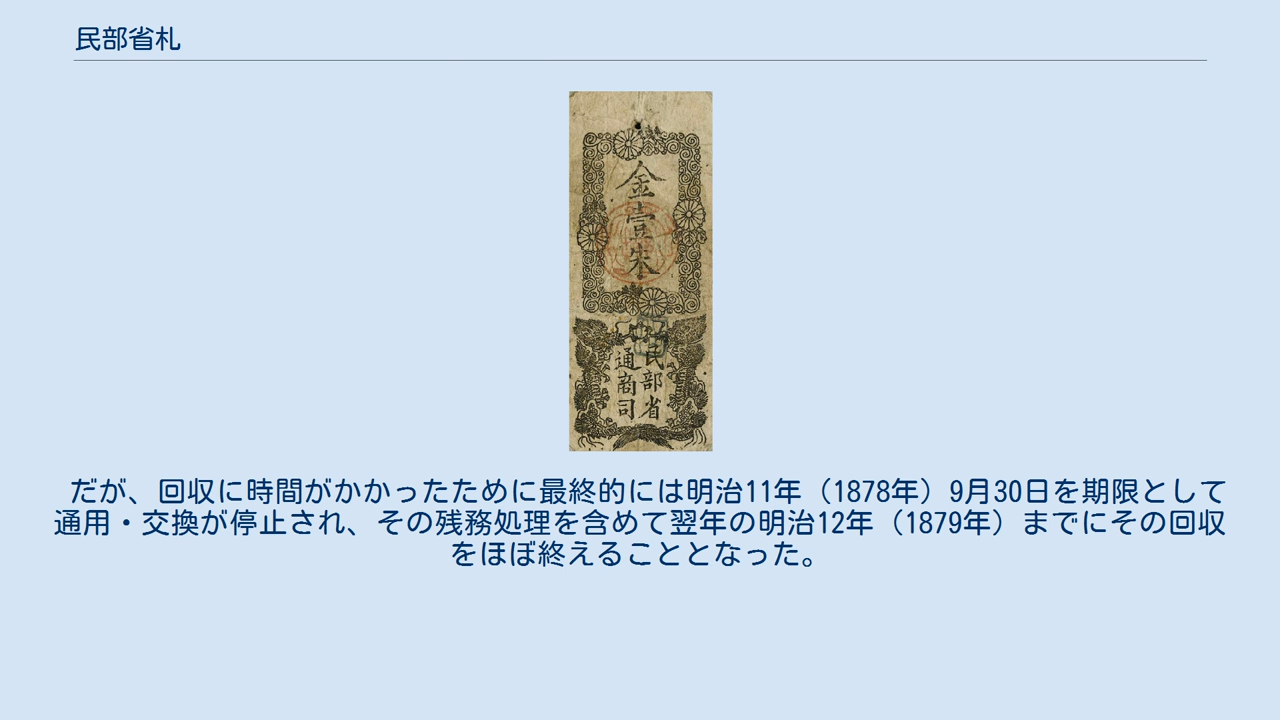 民部省札
金壹朱
民部省
通商司
だが、回収に時間がかかったために最終的には明治11年（1878年）9月30日を期限として
通用・交換が停止され、その残務処理を含めて翌年の明治12年（1879年）までにその回収
をほぼ終えることとなった。